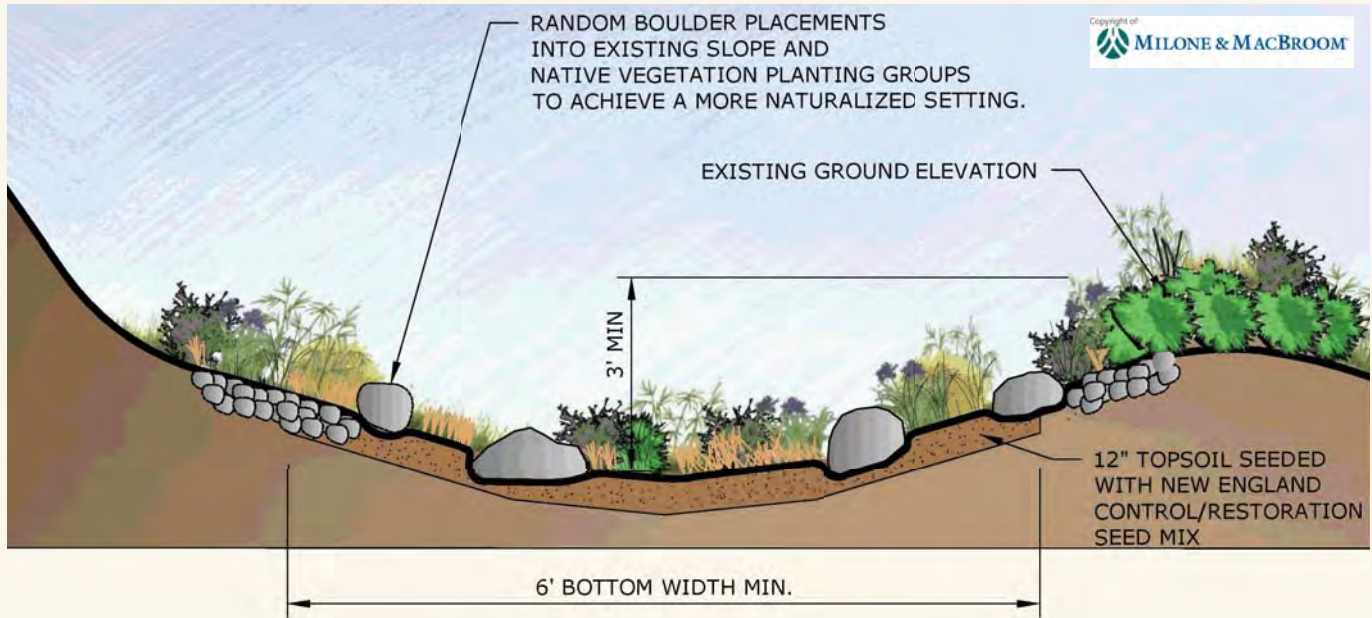 RANDOM BOULDER PLACEMENTS
INTO EXISTING SLOPE AND
NATIVE VEGETATION PLANTING GROUPS
TO ACHIEVE A MORE NATURALIZED SETTING.
Copyright of
MILONE & MACBROOM
EXISTING GROUND ELEVATION
3' MIN
12" TOPSOIL SEEDED
WITH NEW ENGLAND
CONTROL/RESTORATION
SEED MIX
6' BOTTOM WIDTH MIN.